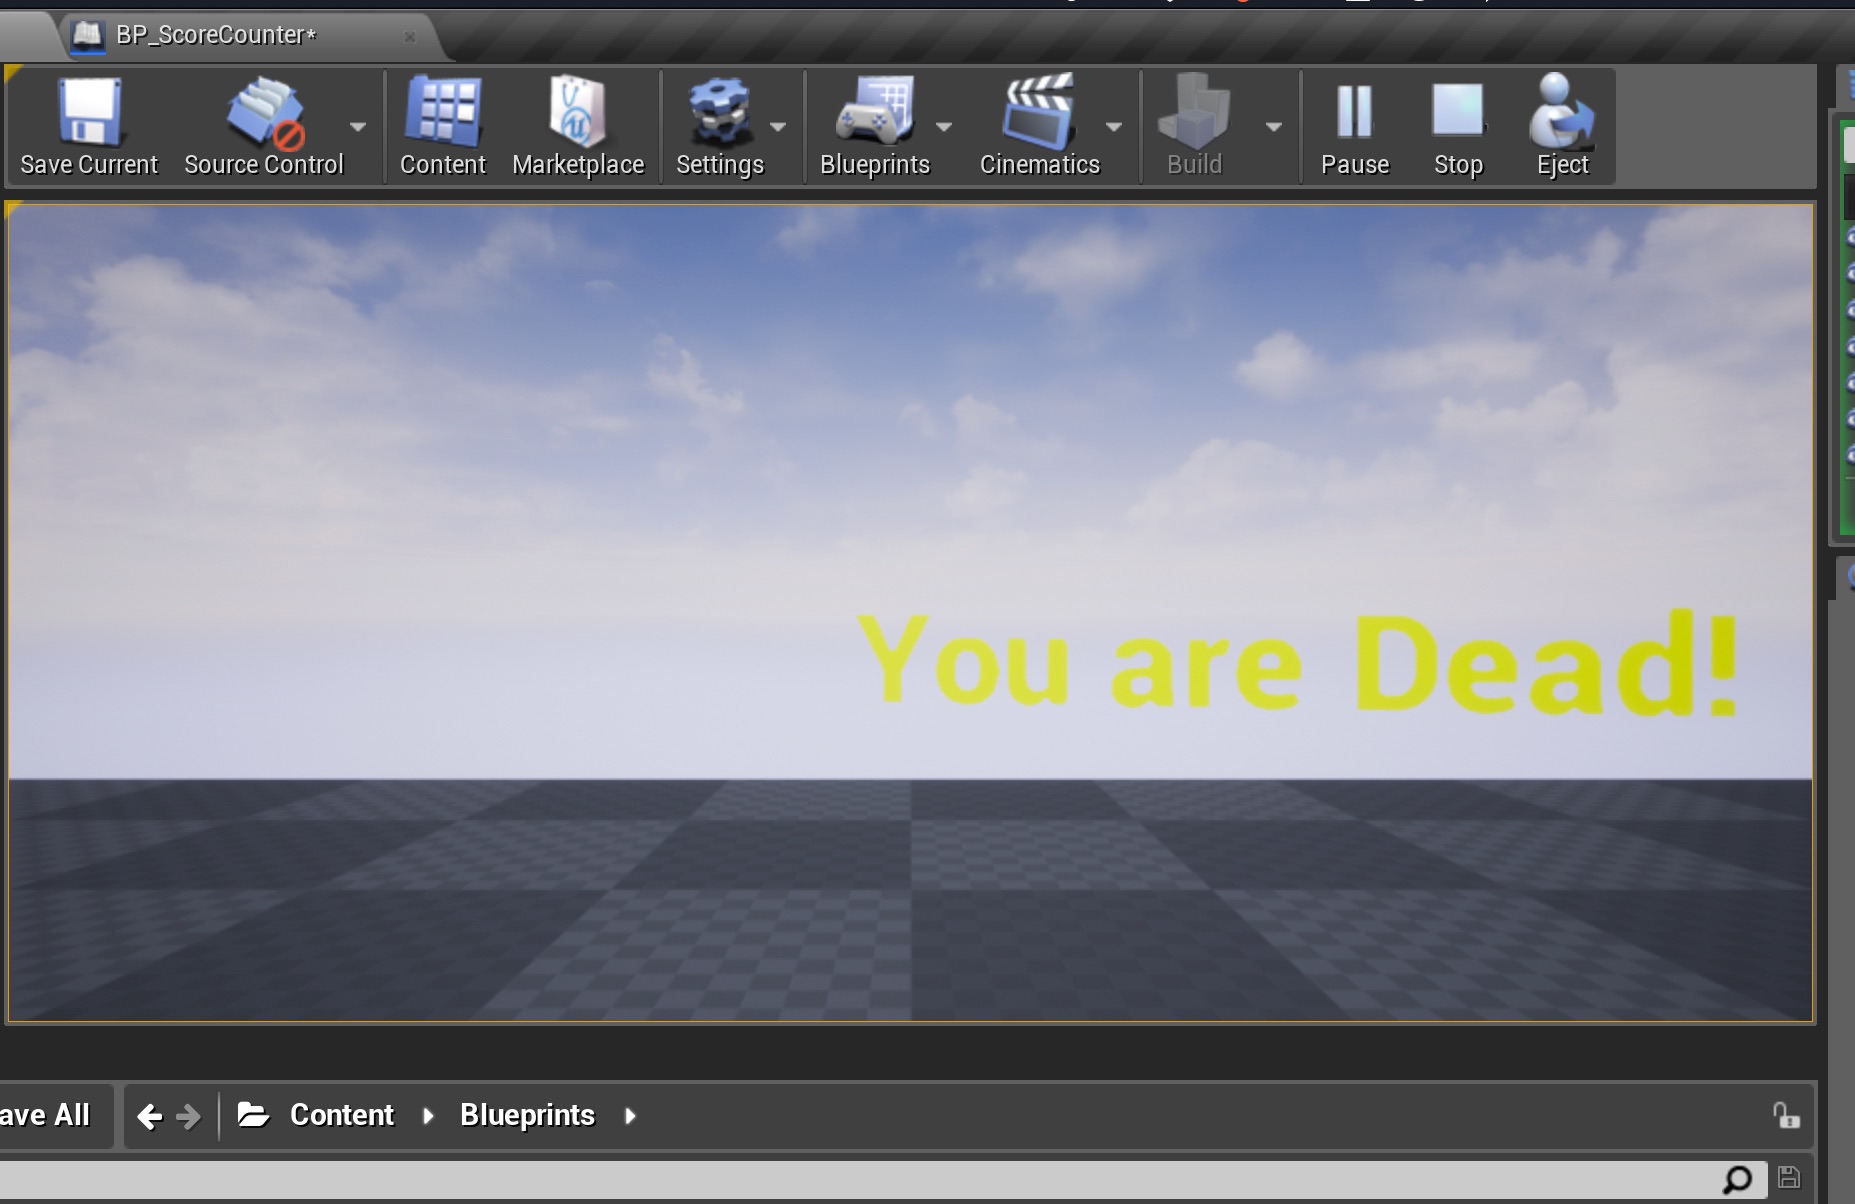 BP_ScoreCounter*
Save Current
Source Control
Content
Marketplace
Settings
Blueprints
Cinematics
Build
Pause
Stop
Eject
You are Dead!
ave All
Content
Blueprints